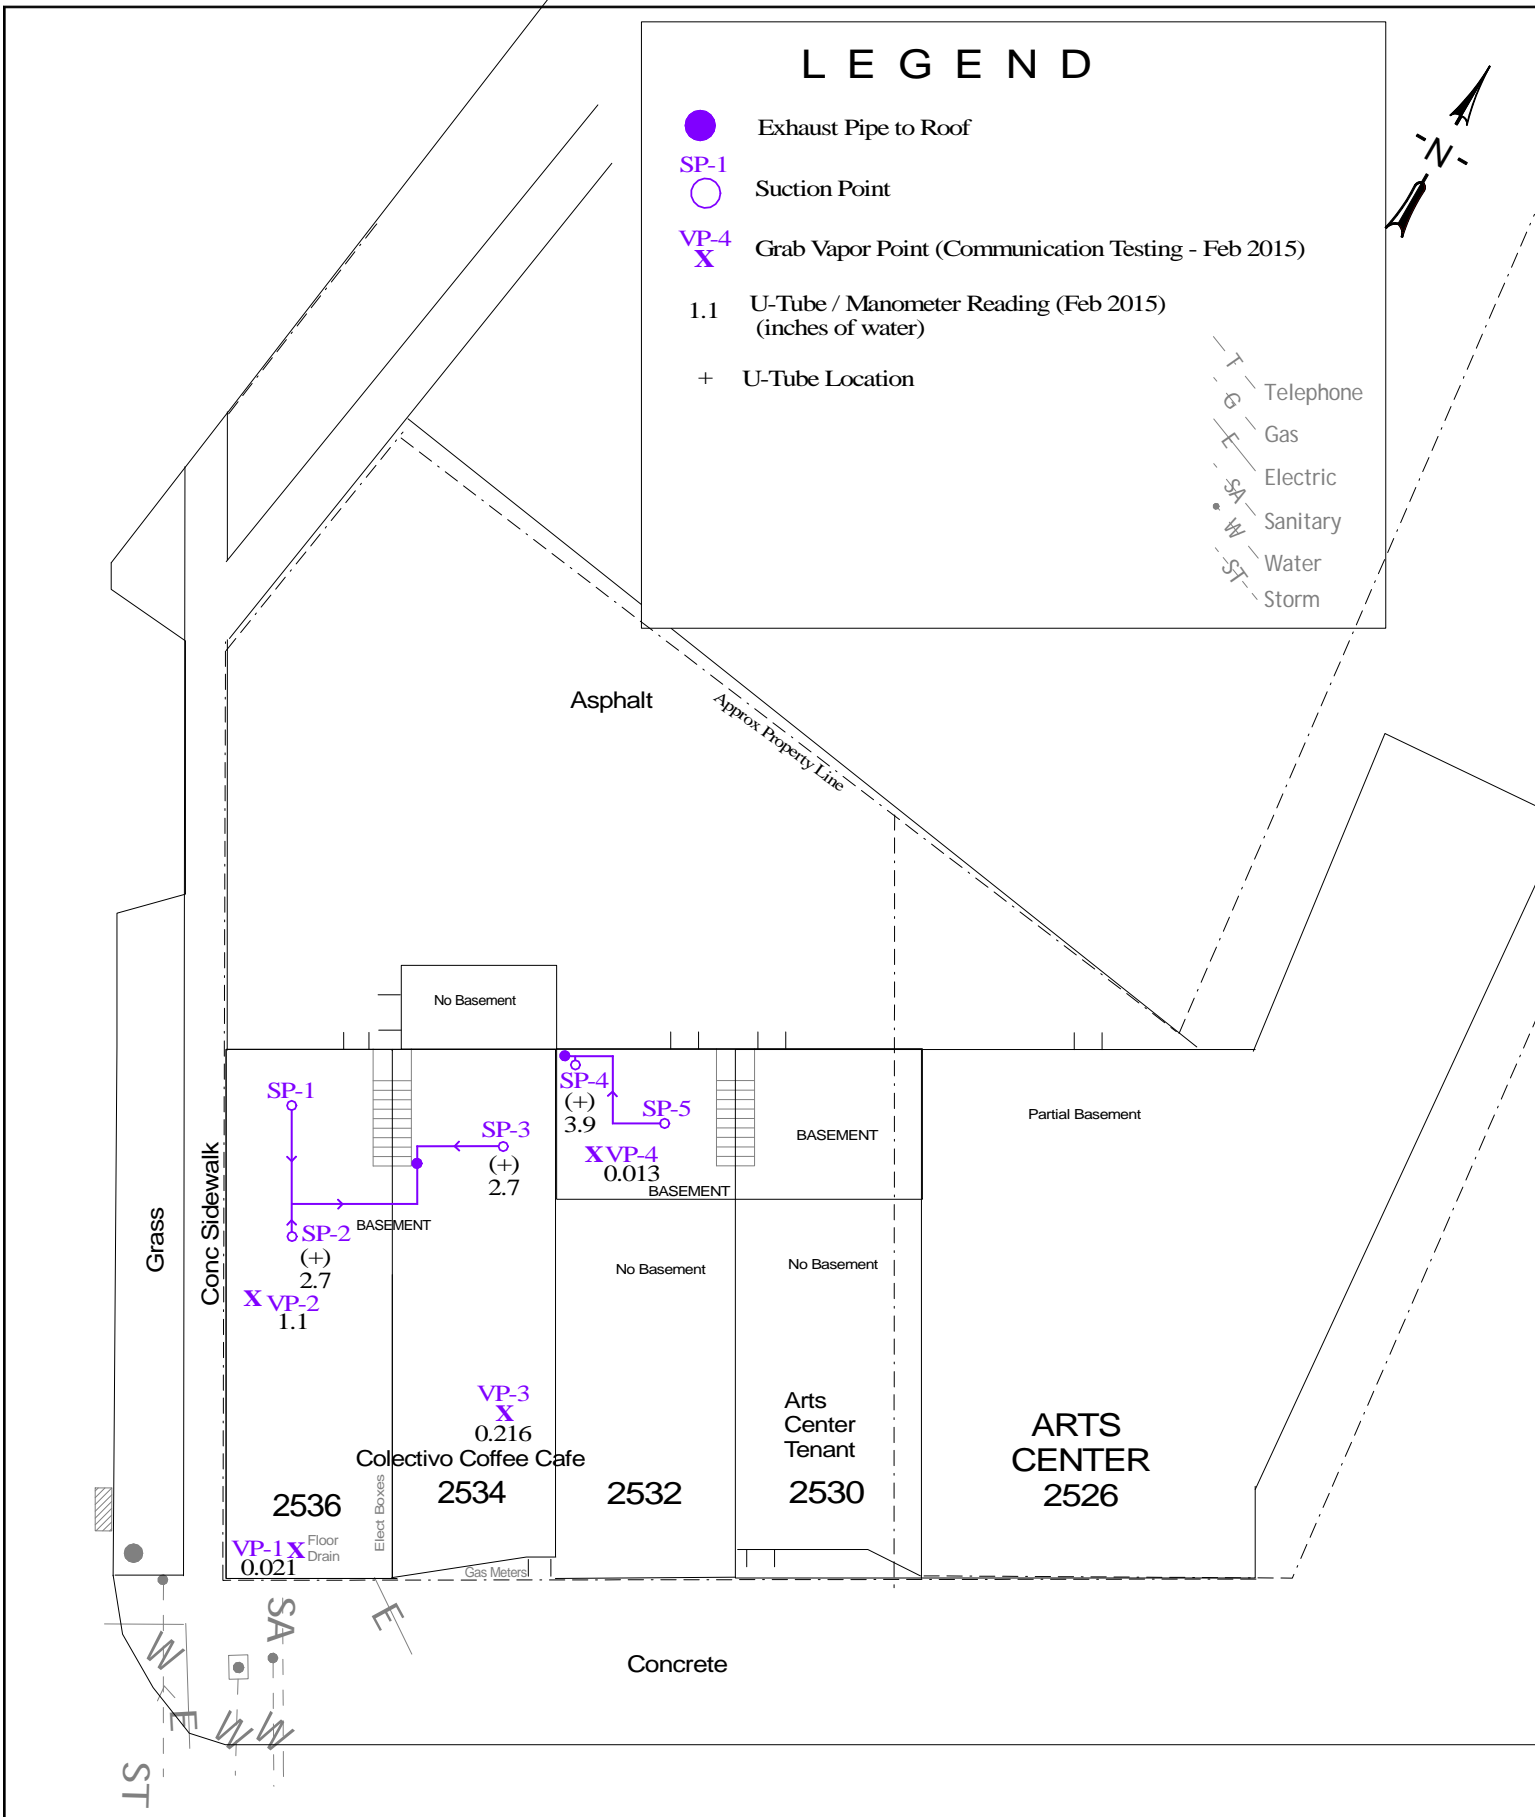 L E G E N D
Exhaust Pipe to Roof
SP-1
Suction Point
VP-4
X
Grab Vapor Point (Communication Testing - Feb 2015)
1.1
U-Tube / Manometer Reading (Feb 2015)
(inches of water)
+
U-Tube Location
-N-
T
Telephone
G
Gas
E
Electric
SA
Sanitary
W
Water
ST
Storm
Asphalt
Approx Property Line
No Basement
SP-1
SP-3
(+)
2.7
SP-4
(+)
3.9
SP-5
X VP-4
0.013
BASEMENT
BASEMENT
Partial Basement
SP-2
(+)
2.7
BASEMENT
X VP-2
1.1
No Basement
No Basement
Grass
Conc Sidewalk
VP-3
X
0.216
Colectivo Coffee Cafe
Arts
Center
Tenant
ARTS
CENTER
2526
2536
2534
2532
2530
Elect Boxes
VP-1 X
0.021
Floor
Drain
Gas Meters
SA
E
W
E
W
W
ST
Concrete